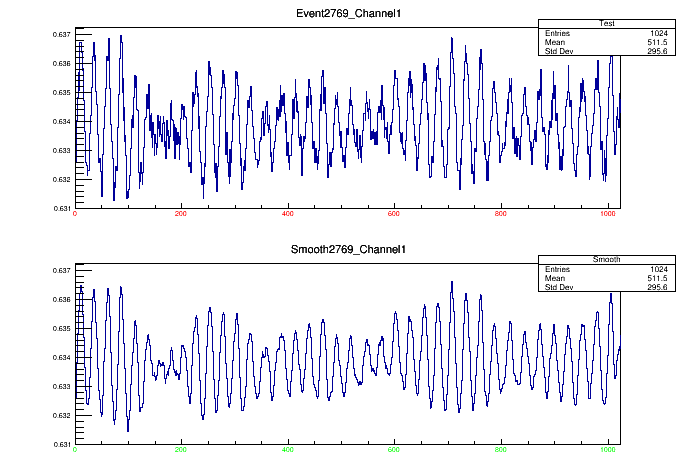 Event2769_Channel1
Test
Entries 1024
Mean 511.5
Std Dev 295.6
0.637
0.636
0.635
0.634
0.633
0.632
0.631
0 200 400 600 800 1000
Smooth2769_Channel1
Smooth
Entries 1024
Mean 511.5
Std Dev 295.6
0.637
0.636
0.635
0.634
0.633
0.632
0.631
0 200 400 600 800 1000